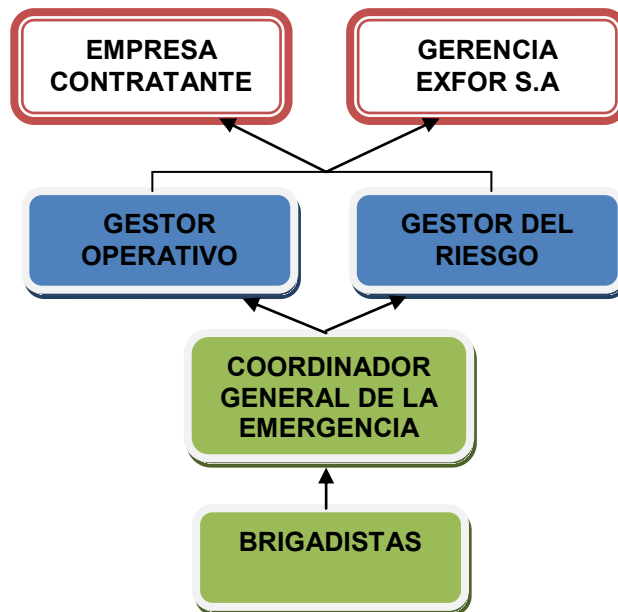 EMPRESA
CONTRATANTE
GERENCIA
EXFOR S.A
GESTOR
OPERATIVO
GESTOR DEL
RIESGO
COORDINADOR
GENERAL DE LA
EMERGENCIA
BRIGADISTAS